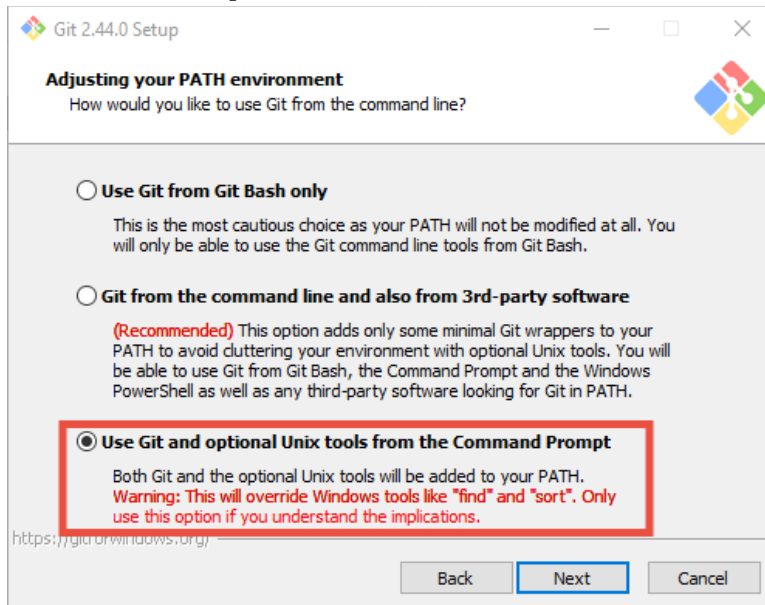 Git 2.44.0 Setup
Adjusting your PATH environment
How would you like to use Git from the command line?
Use Git from Git Bash only
This is the most cautious choice as your PATH will not be modified at all. You
will only be able to use the Git command line tools from Git Bash.
Git from the command line and also from 3rd-party software
(Recommended) This option adds only some minimal Git wrappers to your
PATH to avoid cluttering your environment with optional Unix tools. You will
be able to use Git from Git Bash, the Command Prompt and the Windows
PowerShell as well as any third-party software looking for Git in PATH.
Use Git and optional Unix tools from the Command Prompt
Both Git and the optional Unix tools will be added to your PATH.
Warning: This will override Windows tools like "find" and "sort". Only
use this option if you understand the implications.
https://gitforwindows.org/
Back Next Cancel